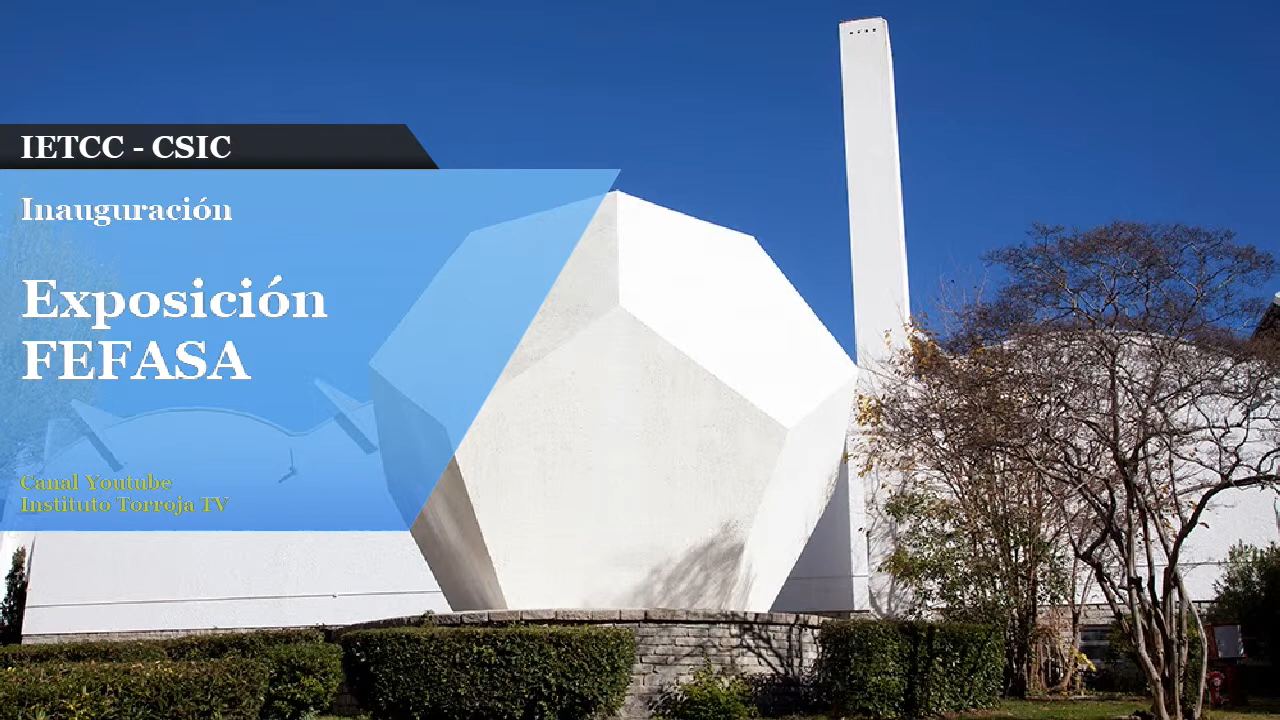 IETCC - CSIC
Inauguración
Exposición
FEFASA
Canal Youtube
Instituto Torroja TV